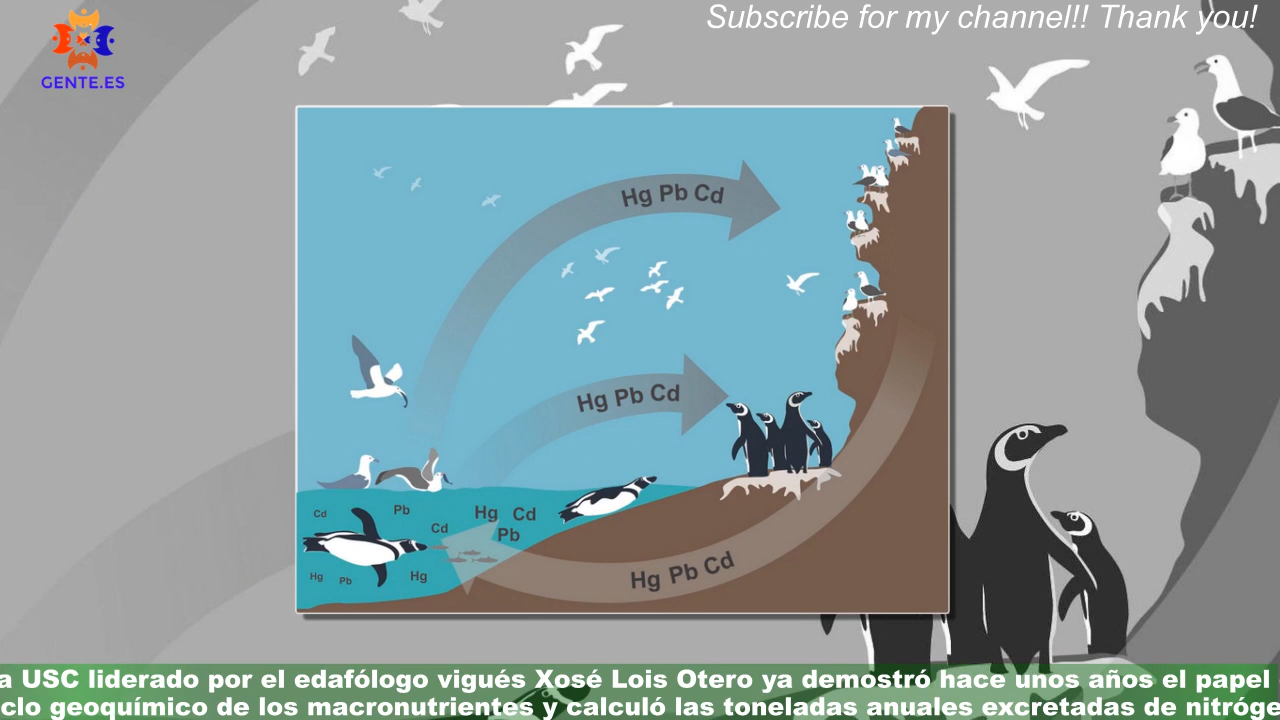 Subscribe for my channel!! Thank you!
GENTE.ES
Hg Pb Cd
Hg Pb Cd
Cd
Pb
Cd
Hg Cd
Pb
Hg
Pb
Hg
Hg Pb Cd
a USC liderado por el edafólogo vigués Xosé Lois Otero ya demostró hace unos años el papel
clo geoquímico de los macronutrientes y calculó las toneladas anuales excretadas de nitróge